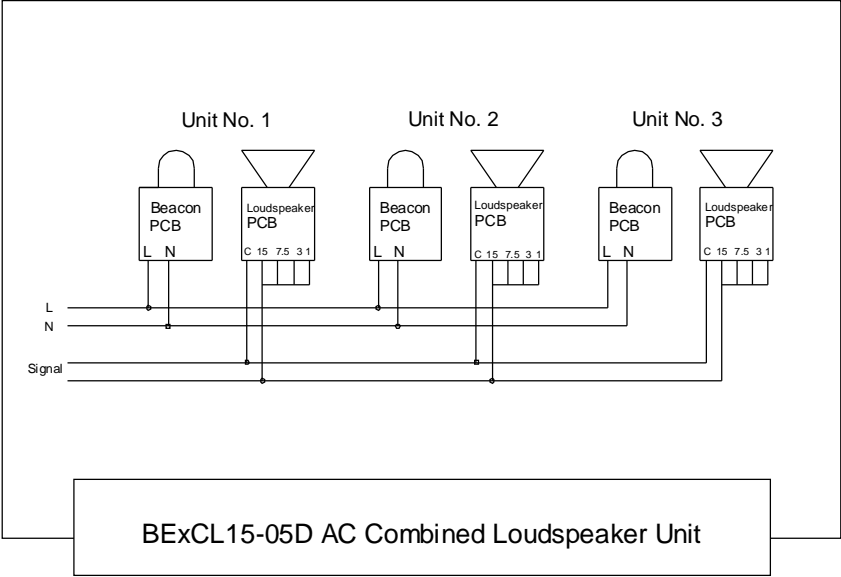 Unit No. 1
Unit No. 2
Unit No. 3
Beacon
PCB
L N
Loudspeaker
PCB
C 15 7.5 3 1
Beacon
PCB
L N
Loudspeaker
PCB
C 15 7.5 3 1
Beacon
PCB
L N
Loudspeaker
PCB
C 15 7.5 3 1
L
N
Signal
BExCL15-05D AC Combined Loudspeaker Unit